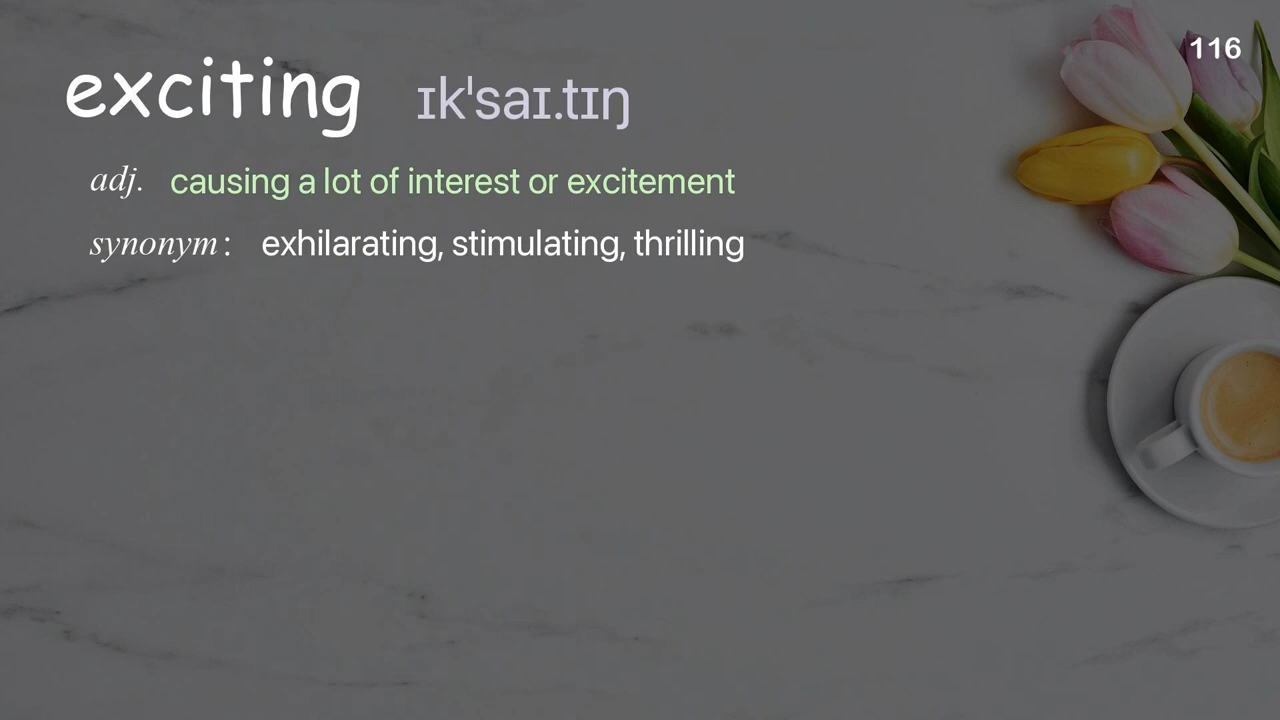 116
exciting ɪkˈsaɪ.tɪŋ
adj. causing a lot of interest or excitement
synonym: exhilarating, stimulating, thrilling